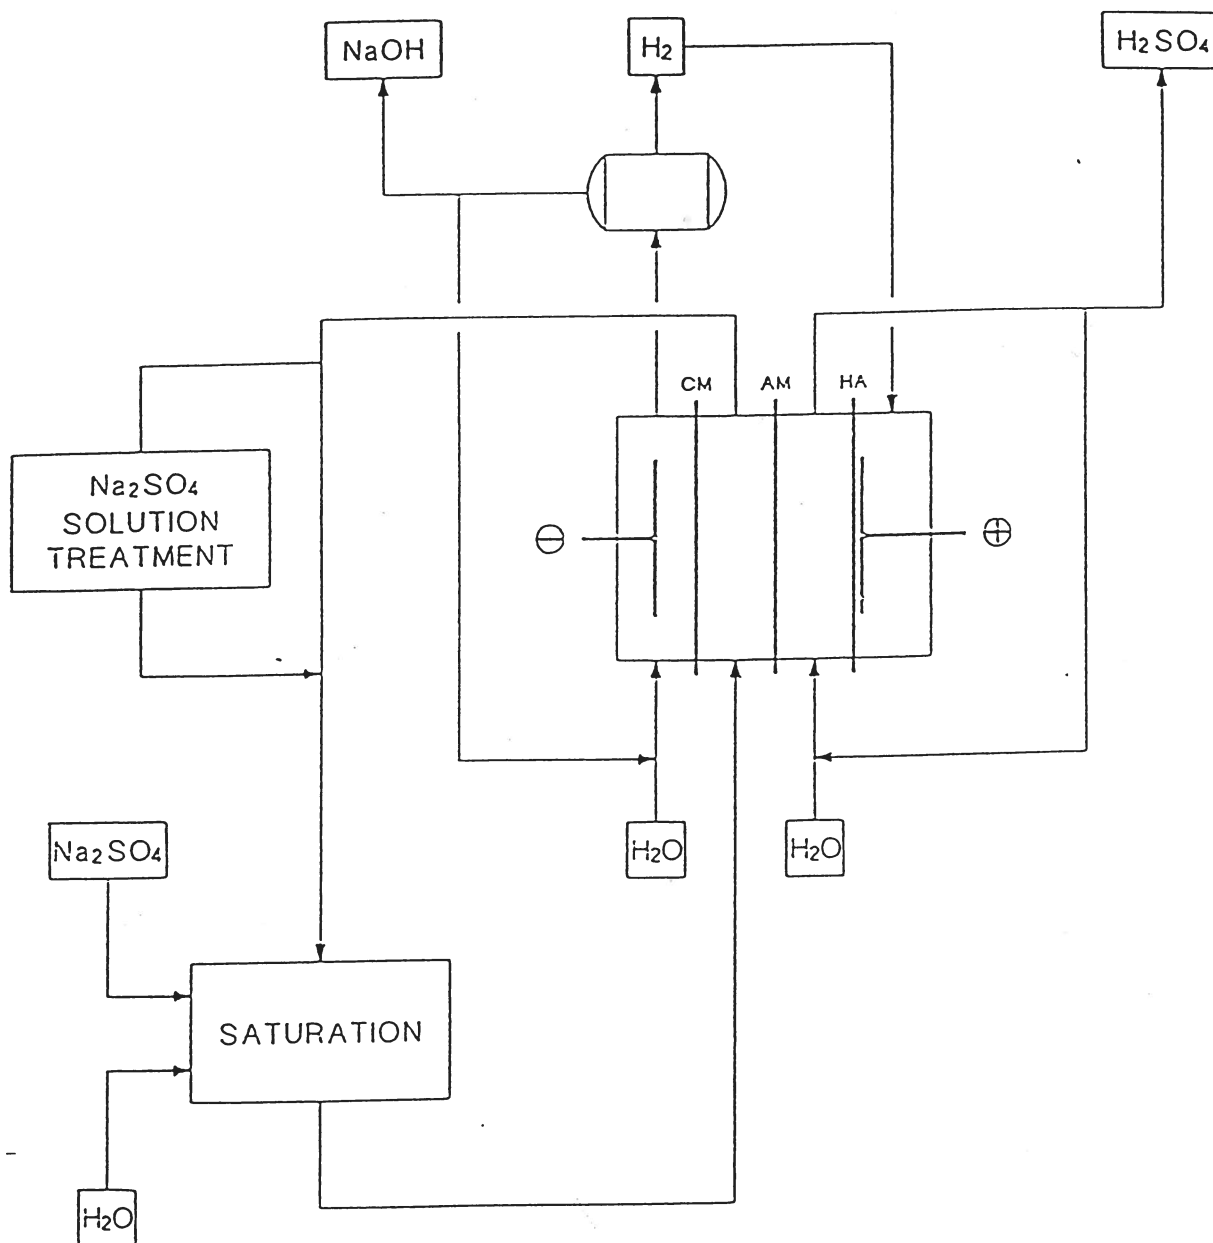 NaOH
H₂
H₂SO₄
CM
AM
HA
Na₂SO₄
SOLUTION
TREATMENT
⊖
⊕
H₂O
H₂O
Na₂SO₄
SATURATION
H₂O